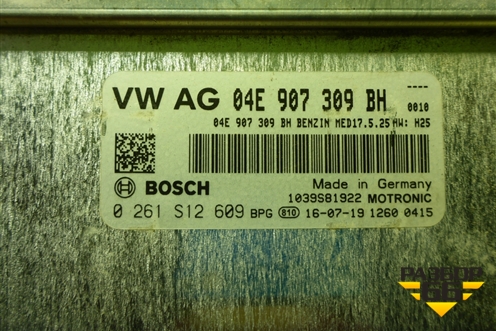 VW AG 04E 907 309 BH
----
0010
04E 907 309 BH BENZIN MED17.5.25 HW: H25
Made in Germany
BOSCH
1039S81922 MOTRONIC
0 261 S12 609 BPG 810 16-07-19 1260 0415
РАЗБОР